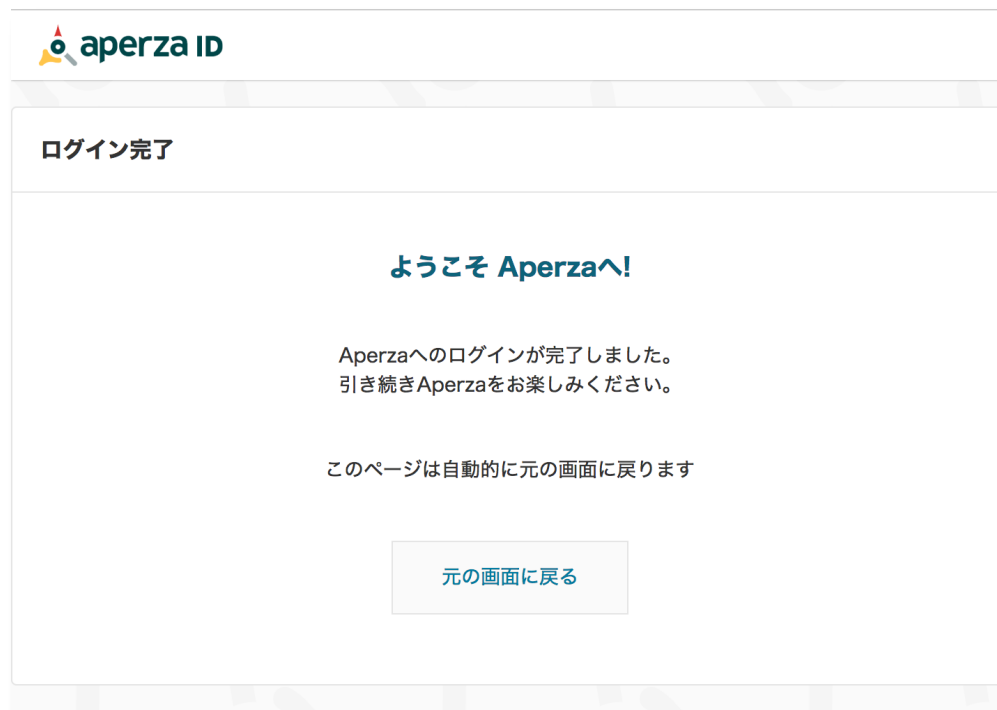 aperza ID
ログイン完了
ようこそ Aperzaへ!
Aperzaへのログインが完了しました。
引き続きAperzaをお楽しみください。
このページは自動的に元の画面に戻ります
元の画面に戻る